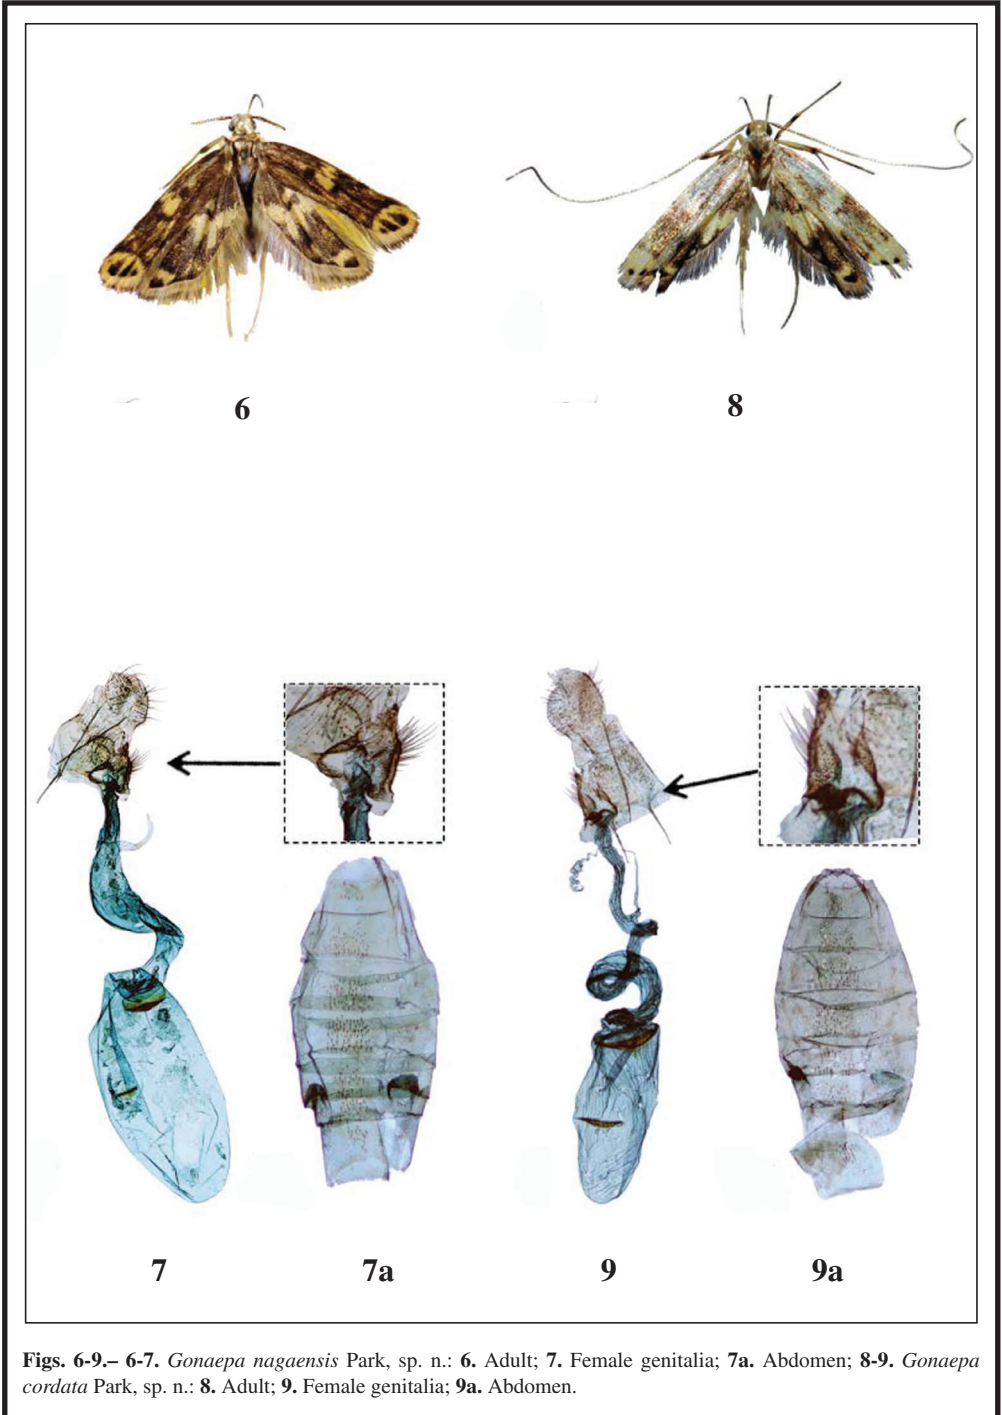 6
8
7
7a
9
9a
Figs. 6-9.– 6-7. Gonaepa nagaensis Park, sp. n.: 6. Adult; 7. Female genitalia; 7a. Abdomen; 8-9. Gonaepa
cordata Park, sp. n.: 8. Adult; 9. Female genitalia; 9a. Abdomen.